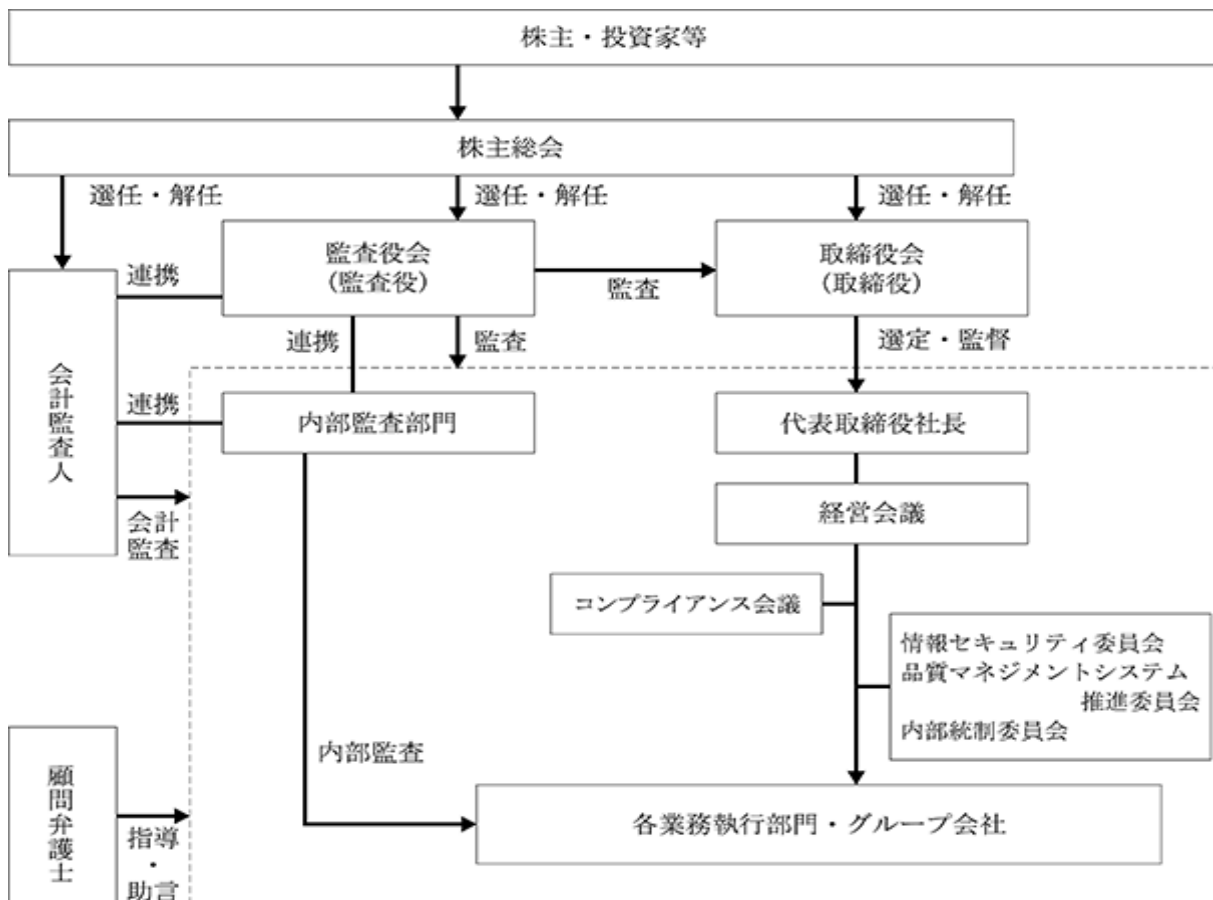 株主・投資家等
株主総会
選任・解任
選任・解任
選任・解任
監査役会
(監査役)
取締役会
(取締役)
連携
監査
連携
監査
選定・監督
会計監査人
連携
内部監査部門
代表取締役社長
経営会議
会計
監査
コンプライアンス会議
情報セキュリティ委員会
品質マネジメントシステム
推進委員会
内部統制委員会
内部監査
各業務執行部門・グループ会社
顧問弁護士
指導
・
助言